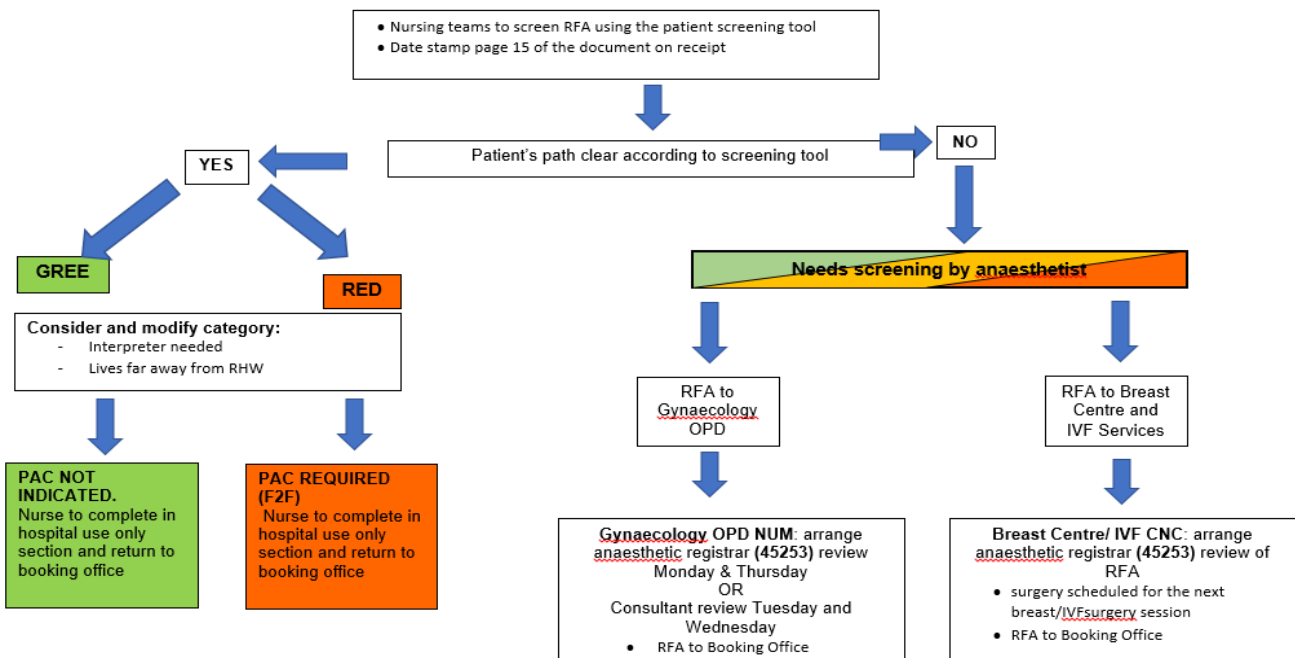 ● Nursing teams to screen RFA using the patient screening tool
● Date stamp page 15 of the document on receipt
Patient's path clear according to screening tool
NO
YES
GREE
RED
Needs screening by anaesthetist
Consider and modify category:
- Interpreter needed
- Lives far away from RHW
RFA to
Gynaecology
OPD
RFA to Breast
Centre and
IVF Services
PAC NOT
INDICATED.
Nurse to complete in
hospital use only
section and return to
booking office
PAC REQUIRED
(F2F)
Nurse to complete in
hospital use only
section and return to
booking office
Gynaecology OPD NUM: arrange
anaesthetic registrar (45253) review
Monday & Thursday
OR
Consultant review Tuesday and
Wednesday
● RFA to Booking Office
Breast Centre/ IVF CNC: arrange
anaesthetic registrar (45253) review of
RFA
● surgery scheduled for the next
breast/IVFsurgery session
● RFA to Booking Office